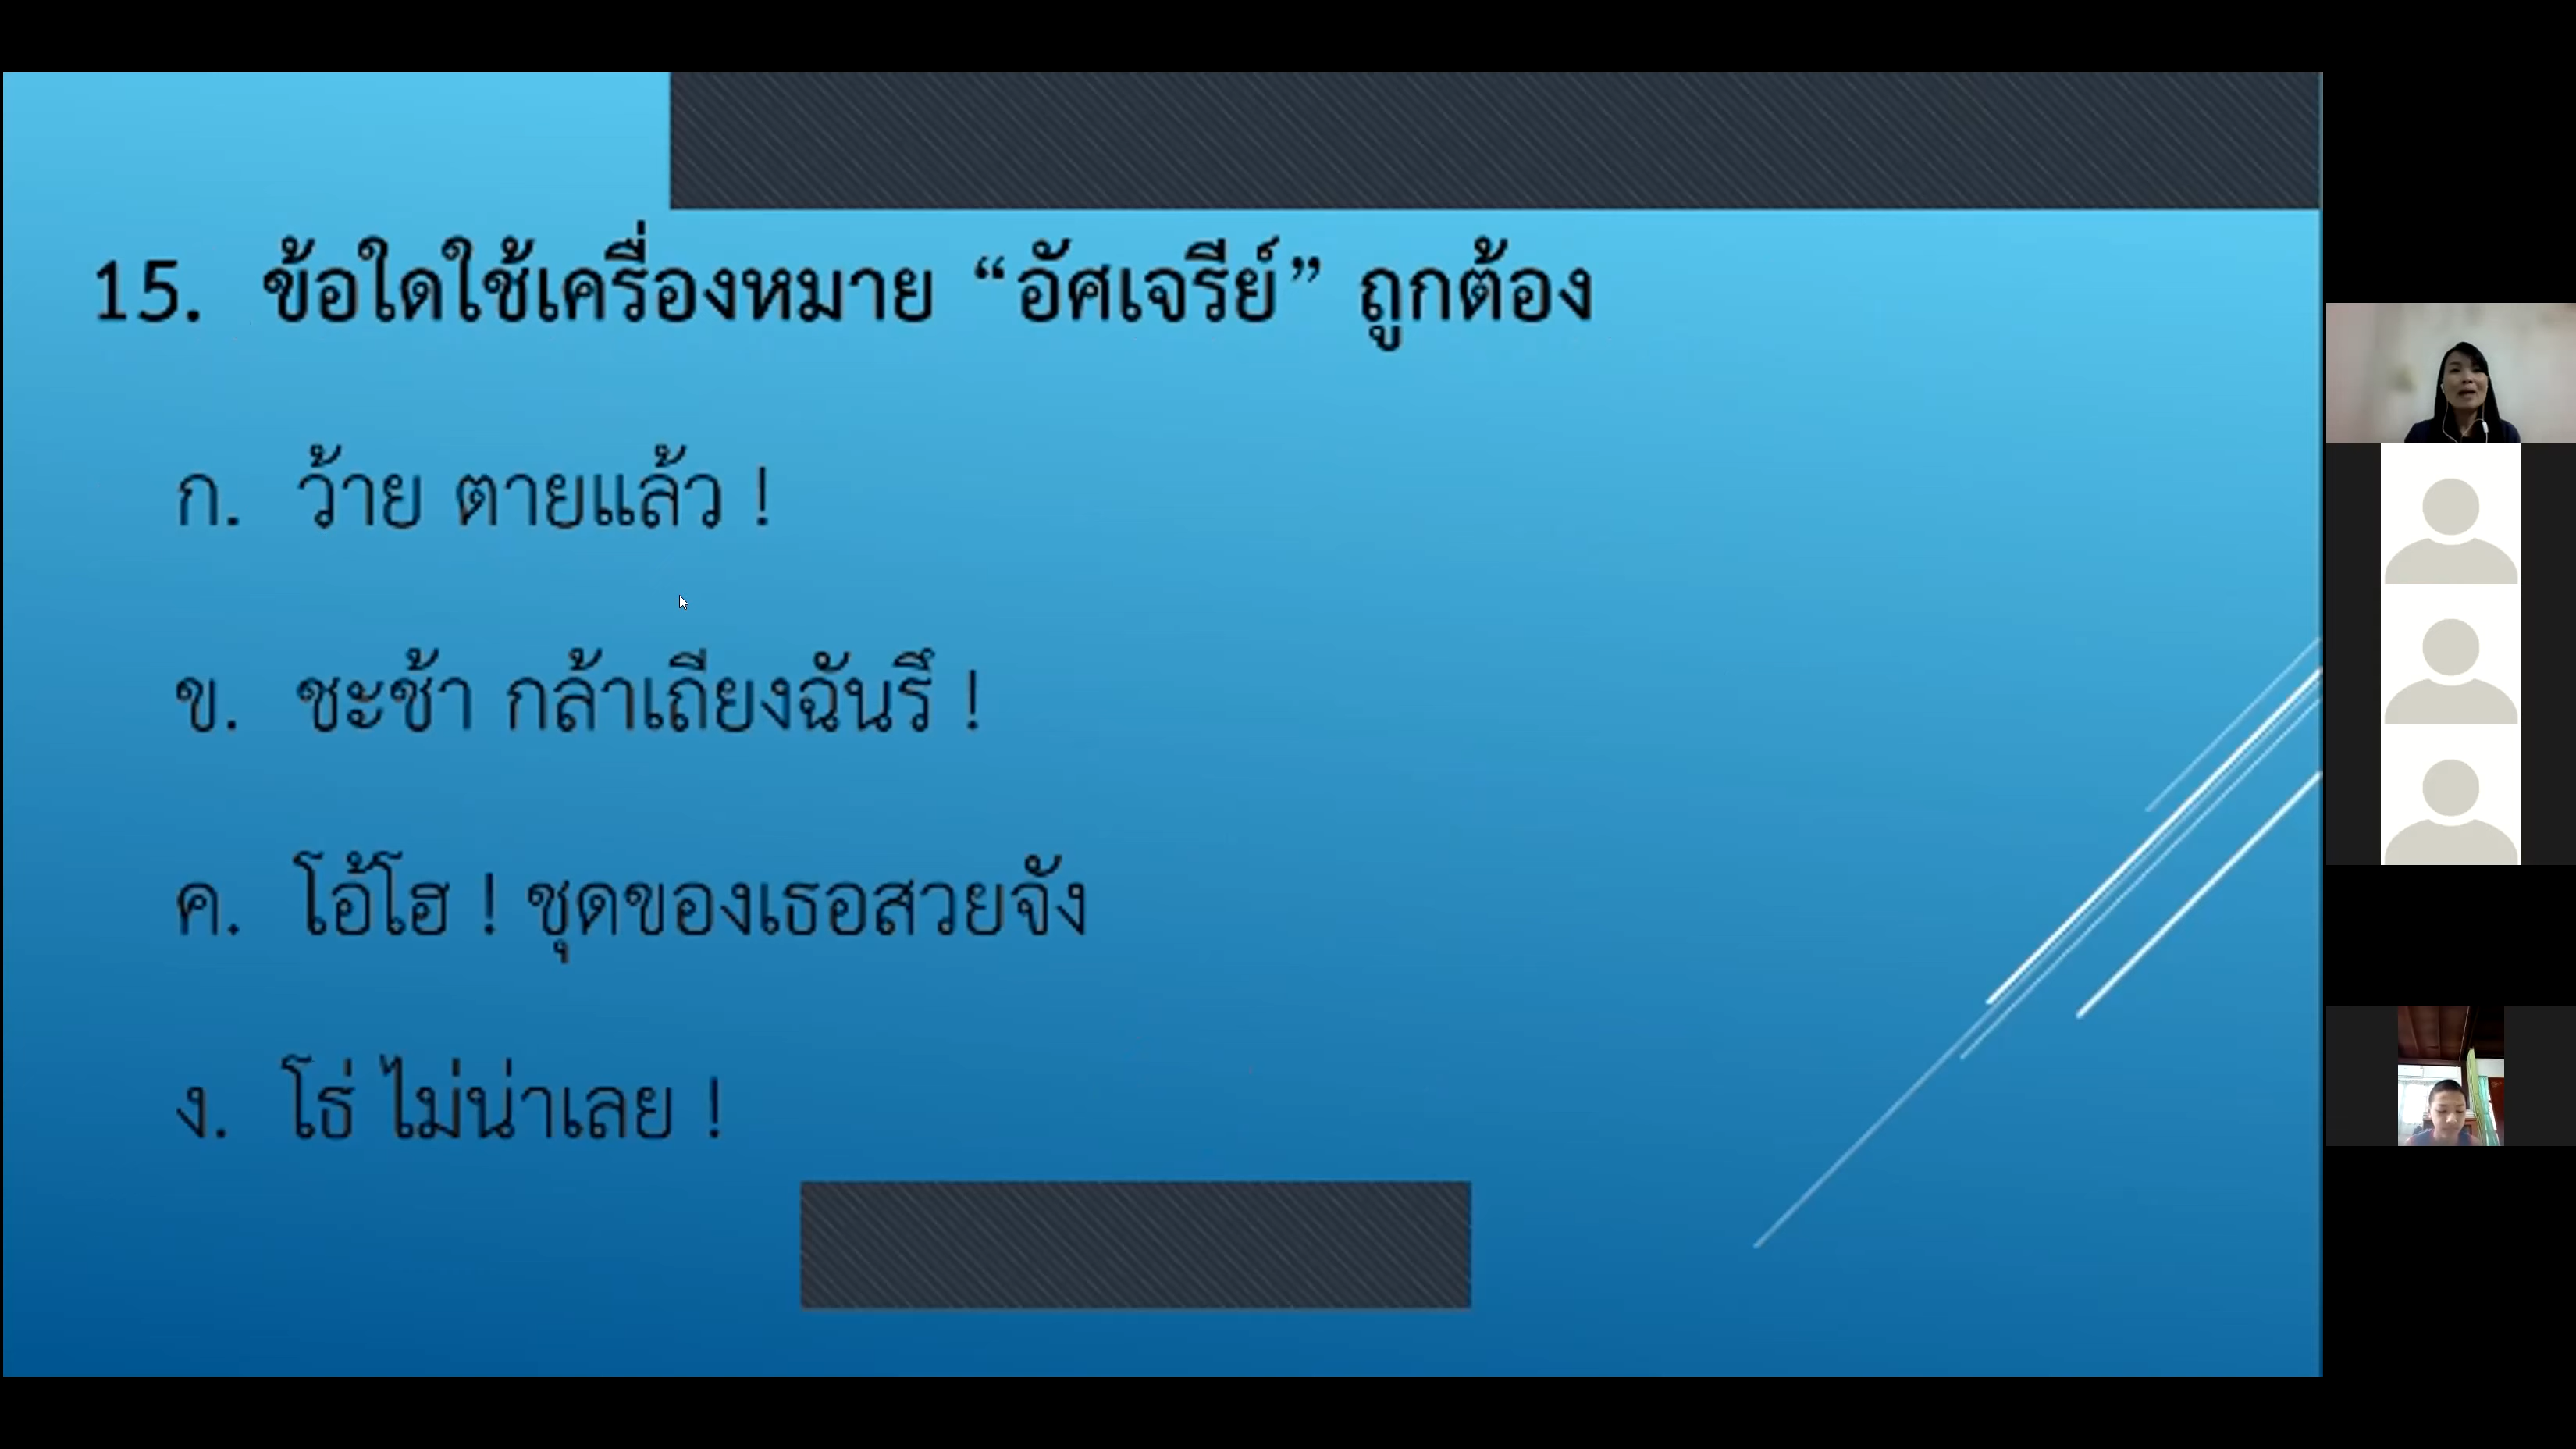 15. ข้อใดใช้เครื่องหมาย “อัศเจรีย์” ถูกต้อง
ก. ว้าย ตายแล้ว !
ข. ชะช้า กล้าเถียงฉันรึ !
ค. โอ้โฮ ! ชุดของเธอสวยจัง
ง. โธ่ ไม่น่าเลย !